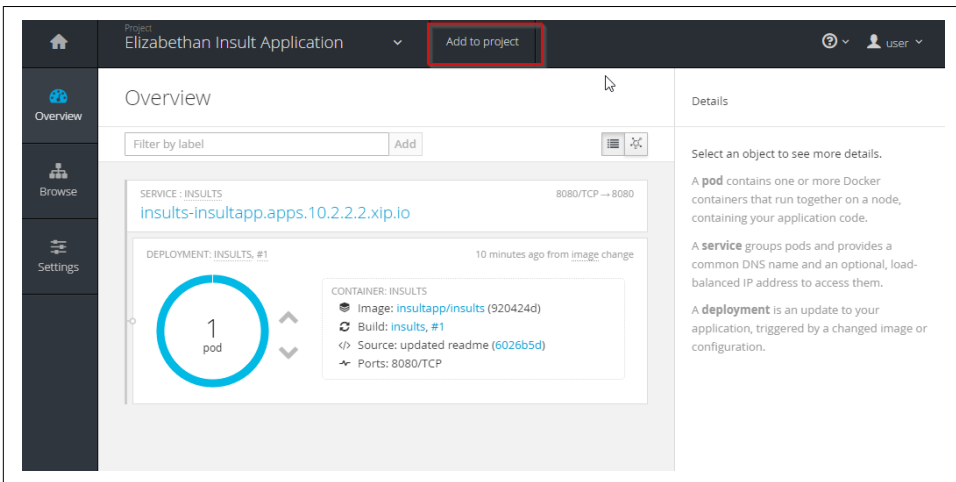 Project
Elizabethan Insult Application
Add to project
user
Overview
Browse
Settings
Overview
Filter by label
Add
SERVICE : INSULTS
8080/TCP → 8080
insults-insultapp.apps.10.2.2.2.xip.io
DEPLOYMENT: INSULTS, #1
10 minutes ago from image change
1
pod
CONTAINER: INSULTS
Image: insultapp/insults (920424d)
Build: insults, #1
Source: updated readme (6026b5d)
Ports: 8080/TCP
Details
Select an object to see more details.
A pod contains one or more Docker
containers that run together on a node,
containing your application code.
A service groups pods and provides a
common DNS name and an optional, load-
balanced IP address to access them.
A deployment is an update to your
application, triggered by a changed image or
configuration.